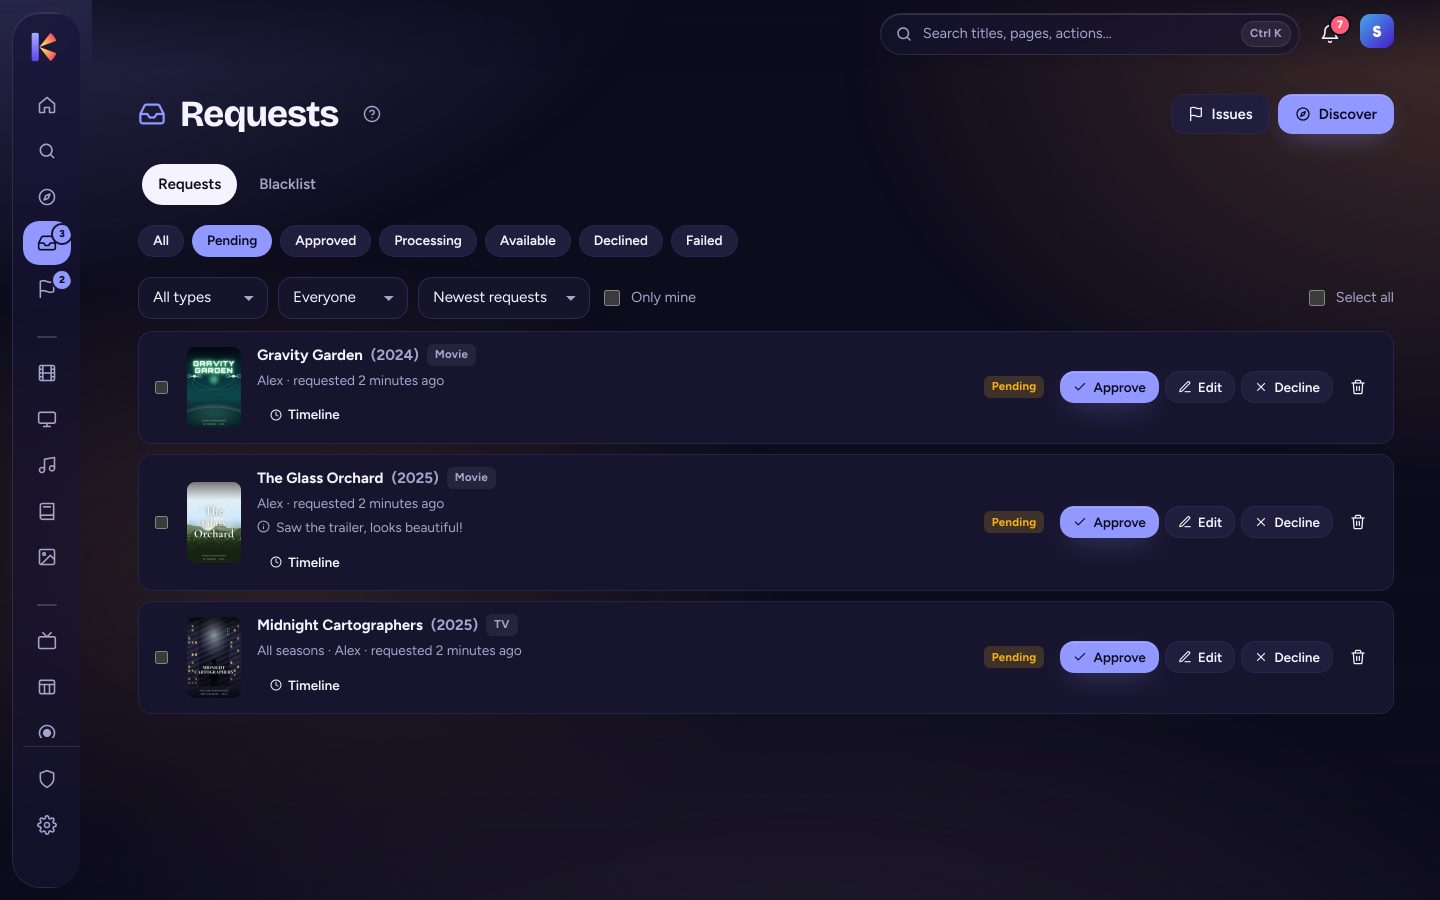 Search titles, pages, actions...
Ctrl K
7
S
Requests
Issues
Discover
Requests
Blacklist
3
All
Pending
Approved
Processing
Available
Declined
Failed
2
All types
Everyone
Newest requests
Only mine
Select all
GRAVITY
GARDEN
Gravity Garden (2024) Movie
Alex · requested 2 minutes ago
Timeline
Pending
Approve
Edit
Decline
The
Glass
Orchard
The Glass Orchard (2025) Movie
Alex · requested 2 minutes ago
Saw the trailer, looks beautiful!
Timeline
Pending
Approve
Edit
Decline
MIDNIGHT
CARTOGRAPHERS
Midnight Cartographers (2025) TV
All seasons · Alex · requested 2 minutes ago
Timeline
Pending
Approve
Edit
Decline